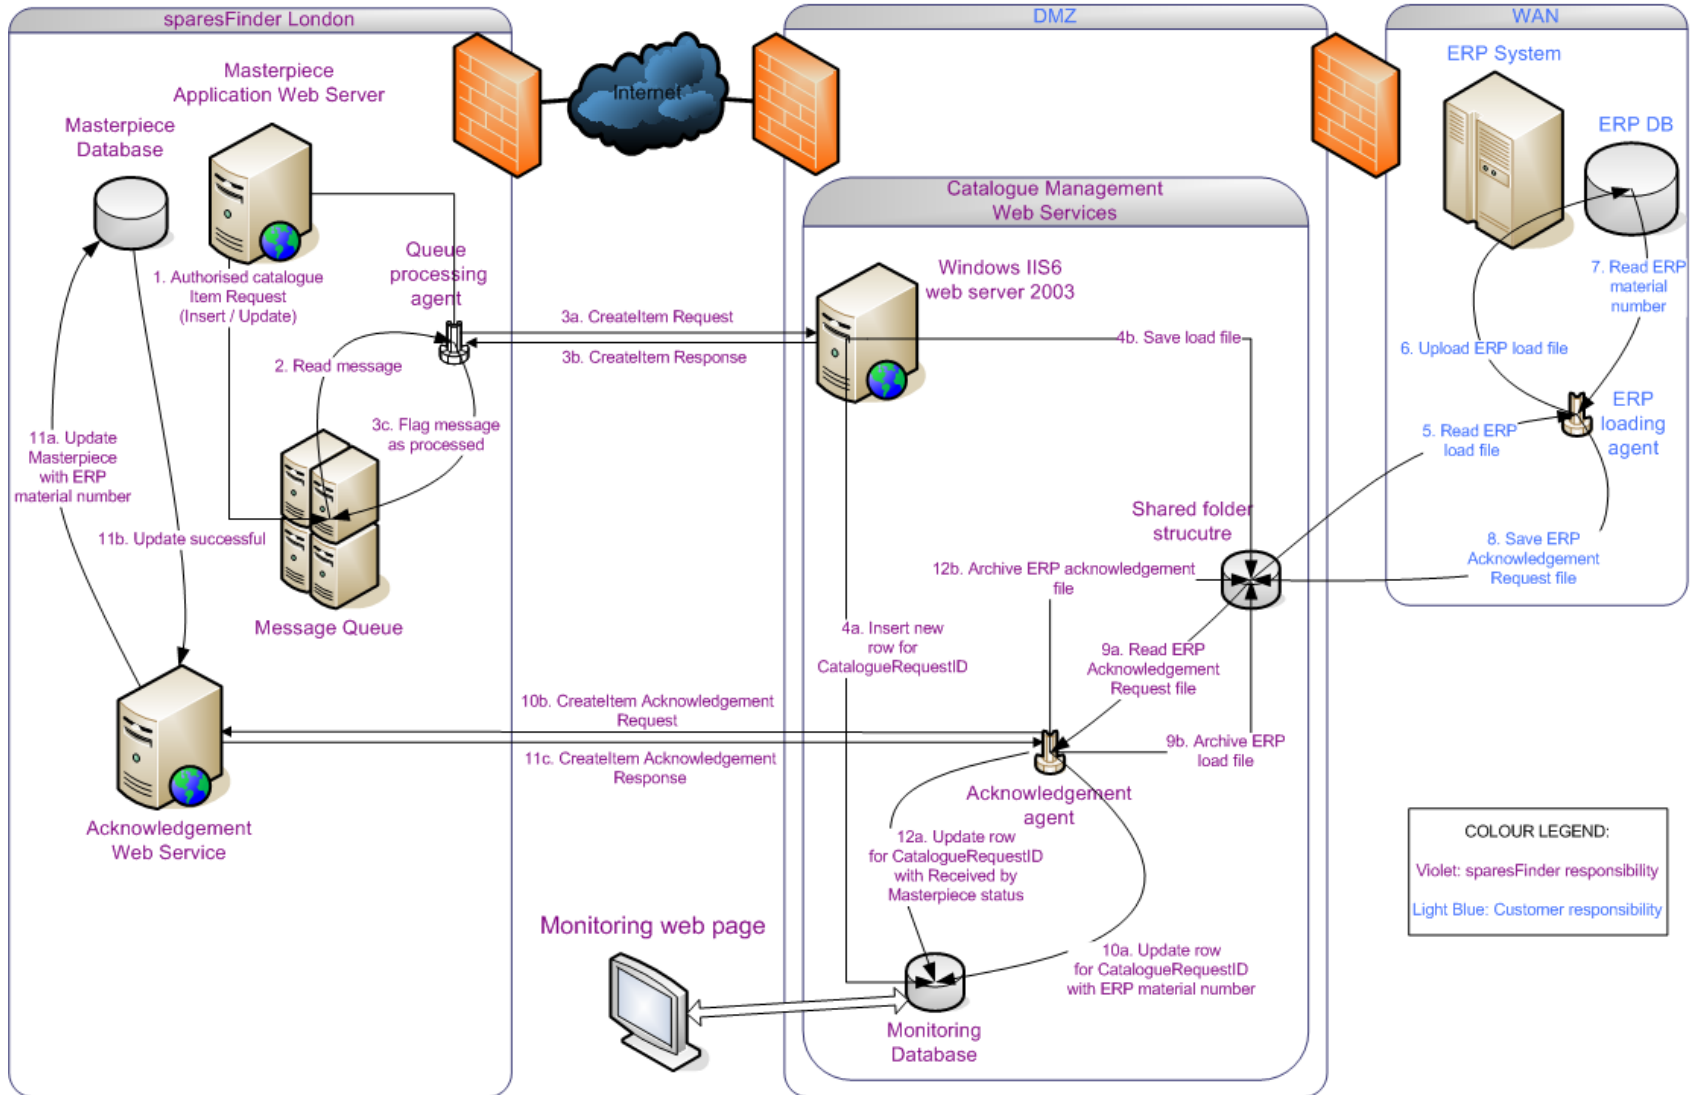 sparesFinder London
DMZ
WAN
Masterpiece
Application Web Server
Masterpiece
Database
Internet
ERP System
ERP DB
Catalogue Management
Web Services
Queue
processing
agent
1. Authorised catalogue
Item Request
(Insert / Update)
Windows IIS6
web server 2003
7. Read ERP
material
number
3a. CreateItem Request
3b. CreateItem Response
4b. Save load file
2. Read message
6. Upload ERP load file
3c. Flag message
as processed
ERP
loading
agent
5. Read ERP
load file
11a. Update
Masterpiece
with ERP
material number
11b. Update successful
Shared folder
strucutre
8. Save ERP
Acknowledgement
Request file
12b. Archive ERP acknowledgement
file
Message Queue
4a. Insert new
row for
CatalogueRequestID
9a. Read ERP
Acknowledgement
Request file
10b. CreateItem Acknowledgement
Request
11c. CreateItem Acknowledgement
Response
9b. Archive ERP
load file
Acknowledgement
agent
Acknowledgement
Web Service
12a. Update row
for CatalogueRequestID
with Received by
Masterpiece status
COLOUR LEGEND:
Violet: sparesFinder responsibility
Light Blue: Customer responsibility
Monitoring web page
10a. Update row
for CatalogueRequestID
with ERP material number
Monitoring
Database